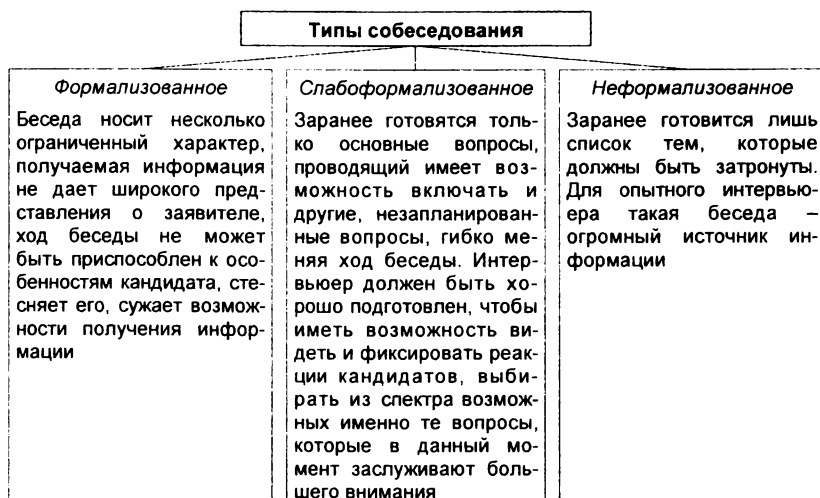 Типы собеседования
Формализованное
Беседа носит несколько
ограниченный характер,
получаемая информация
не дает широкого пред-
ставления о заявителе,
ход беседы не может
быть приспособлен к осо-
бенностям кандидата, сте-
сняет его, сужает возмож-
ности получения инфор-
мации
Слабоформализованное
Заранее готовятся толь-
ко основные вопросы,
проводящий имеет воз-
можность включать и
другие, незапланирован-
ные вопросы, гибко ме-
няя ход беседы. Интер-
вьюер должен быть хо-
рошо подготовлен, чтобы
иметь возможность ви-
деть и фиксировать реак-
ции кандидатов, выби-
рать из спектра возмож-
ных именно те вопросы,
которые в данный мо-
мент заслуживают боль-
шего внимания
Неформализованное
Заранее готовится лишь
список тем, которые
должны быть затронуты.
Для опытного интервью-
ера такая беседа –
огромный источник ин-
формации